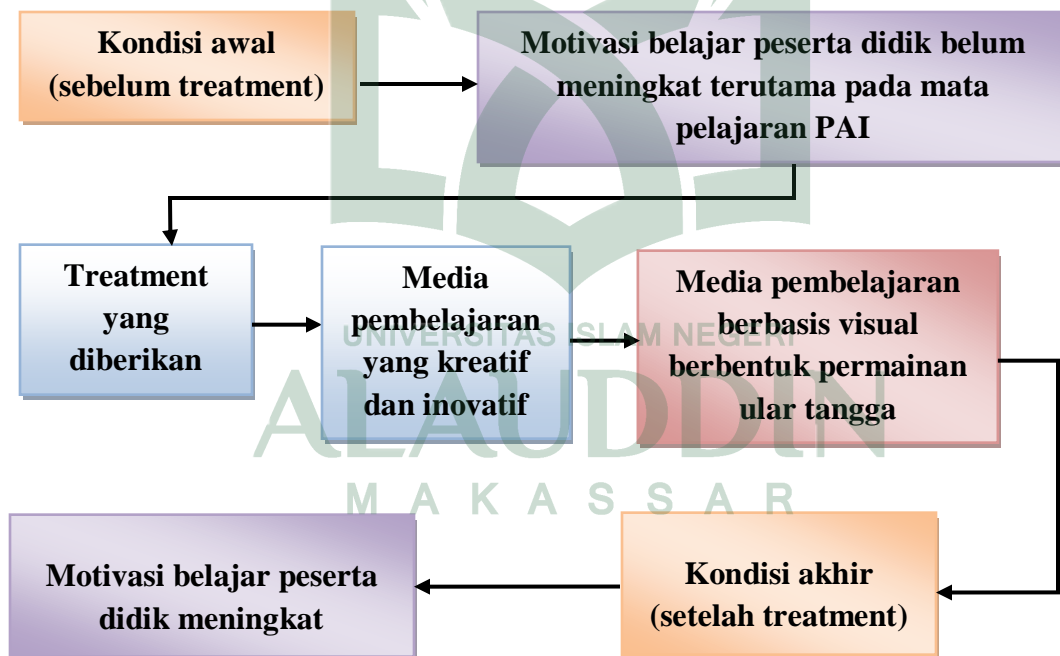 Kondisi awal
(sebelum treatment)
Motivasi belajar peserta didik belum
meningkat terutama pada mata
pelajaran PAI
Treatment
yang
diberikan
Media
pembelajaran
yang kreatif
dan inovatif
Media pembelajaran
berbasis visual
berbentuk permainan
ular tangga
UNIVERSITAS ISLAM NEGERI
ALAUDDIN
MAKASSAR
Kondisi akhir
(setelah treatment)
Motivasi belajar peserta
didik meningkat